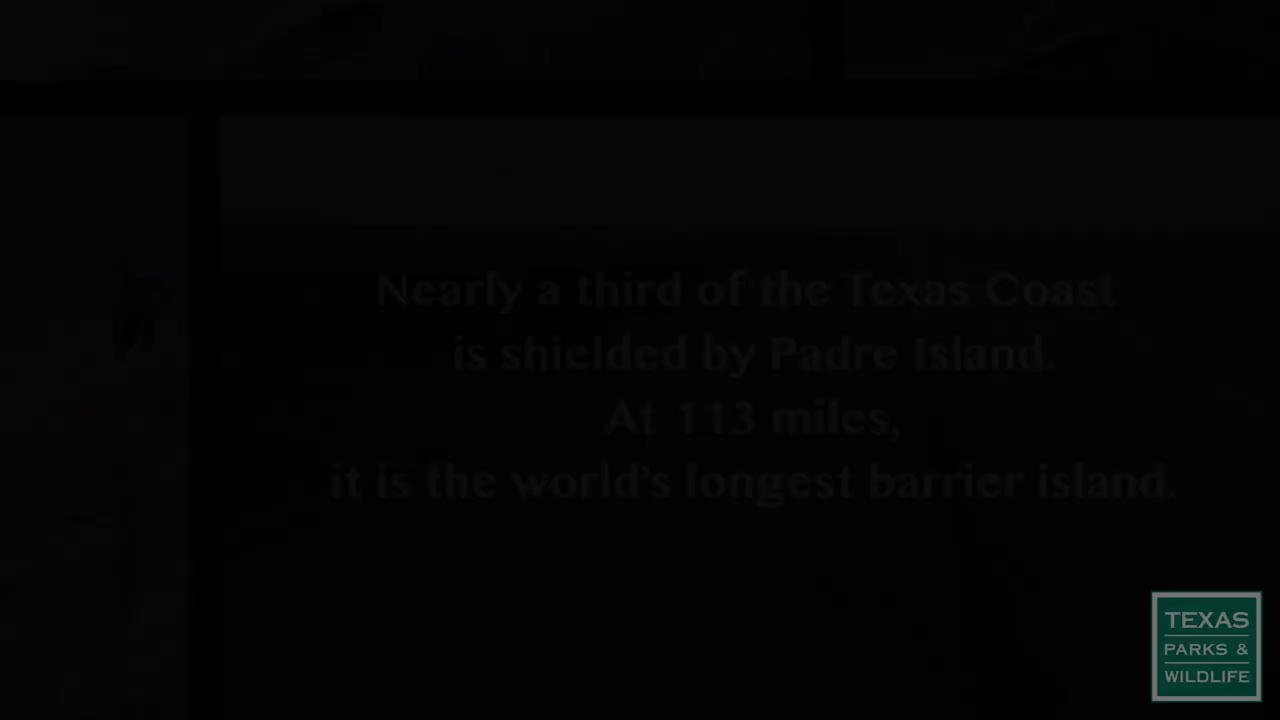 Nearly a third of the Texas Coast
is shielded by Padre Island.
At 113 miles,
it is the world's longest barrier island.
TEXAS
PARKS &
WILDLIFE